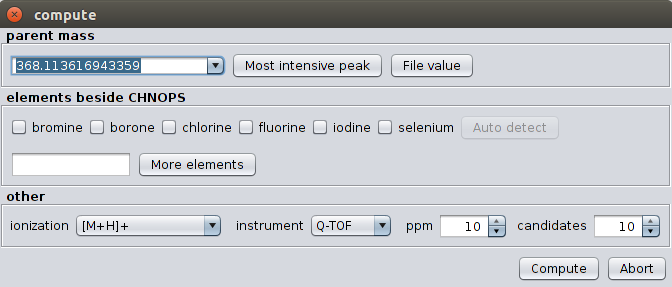 compute
parent mass
368.113616943359 Most intensive peak File value
elements beside CHNOPS
bromine borone chlorine fluorine iodine selenium Auto detect
More elements
other
ionization [M+H]+ instrument Q-TOF ppm 10 candidates 10
Compute Abort